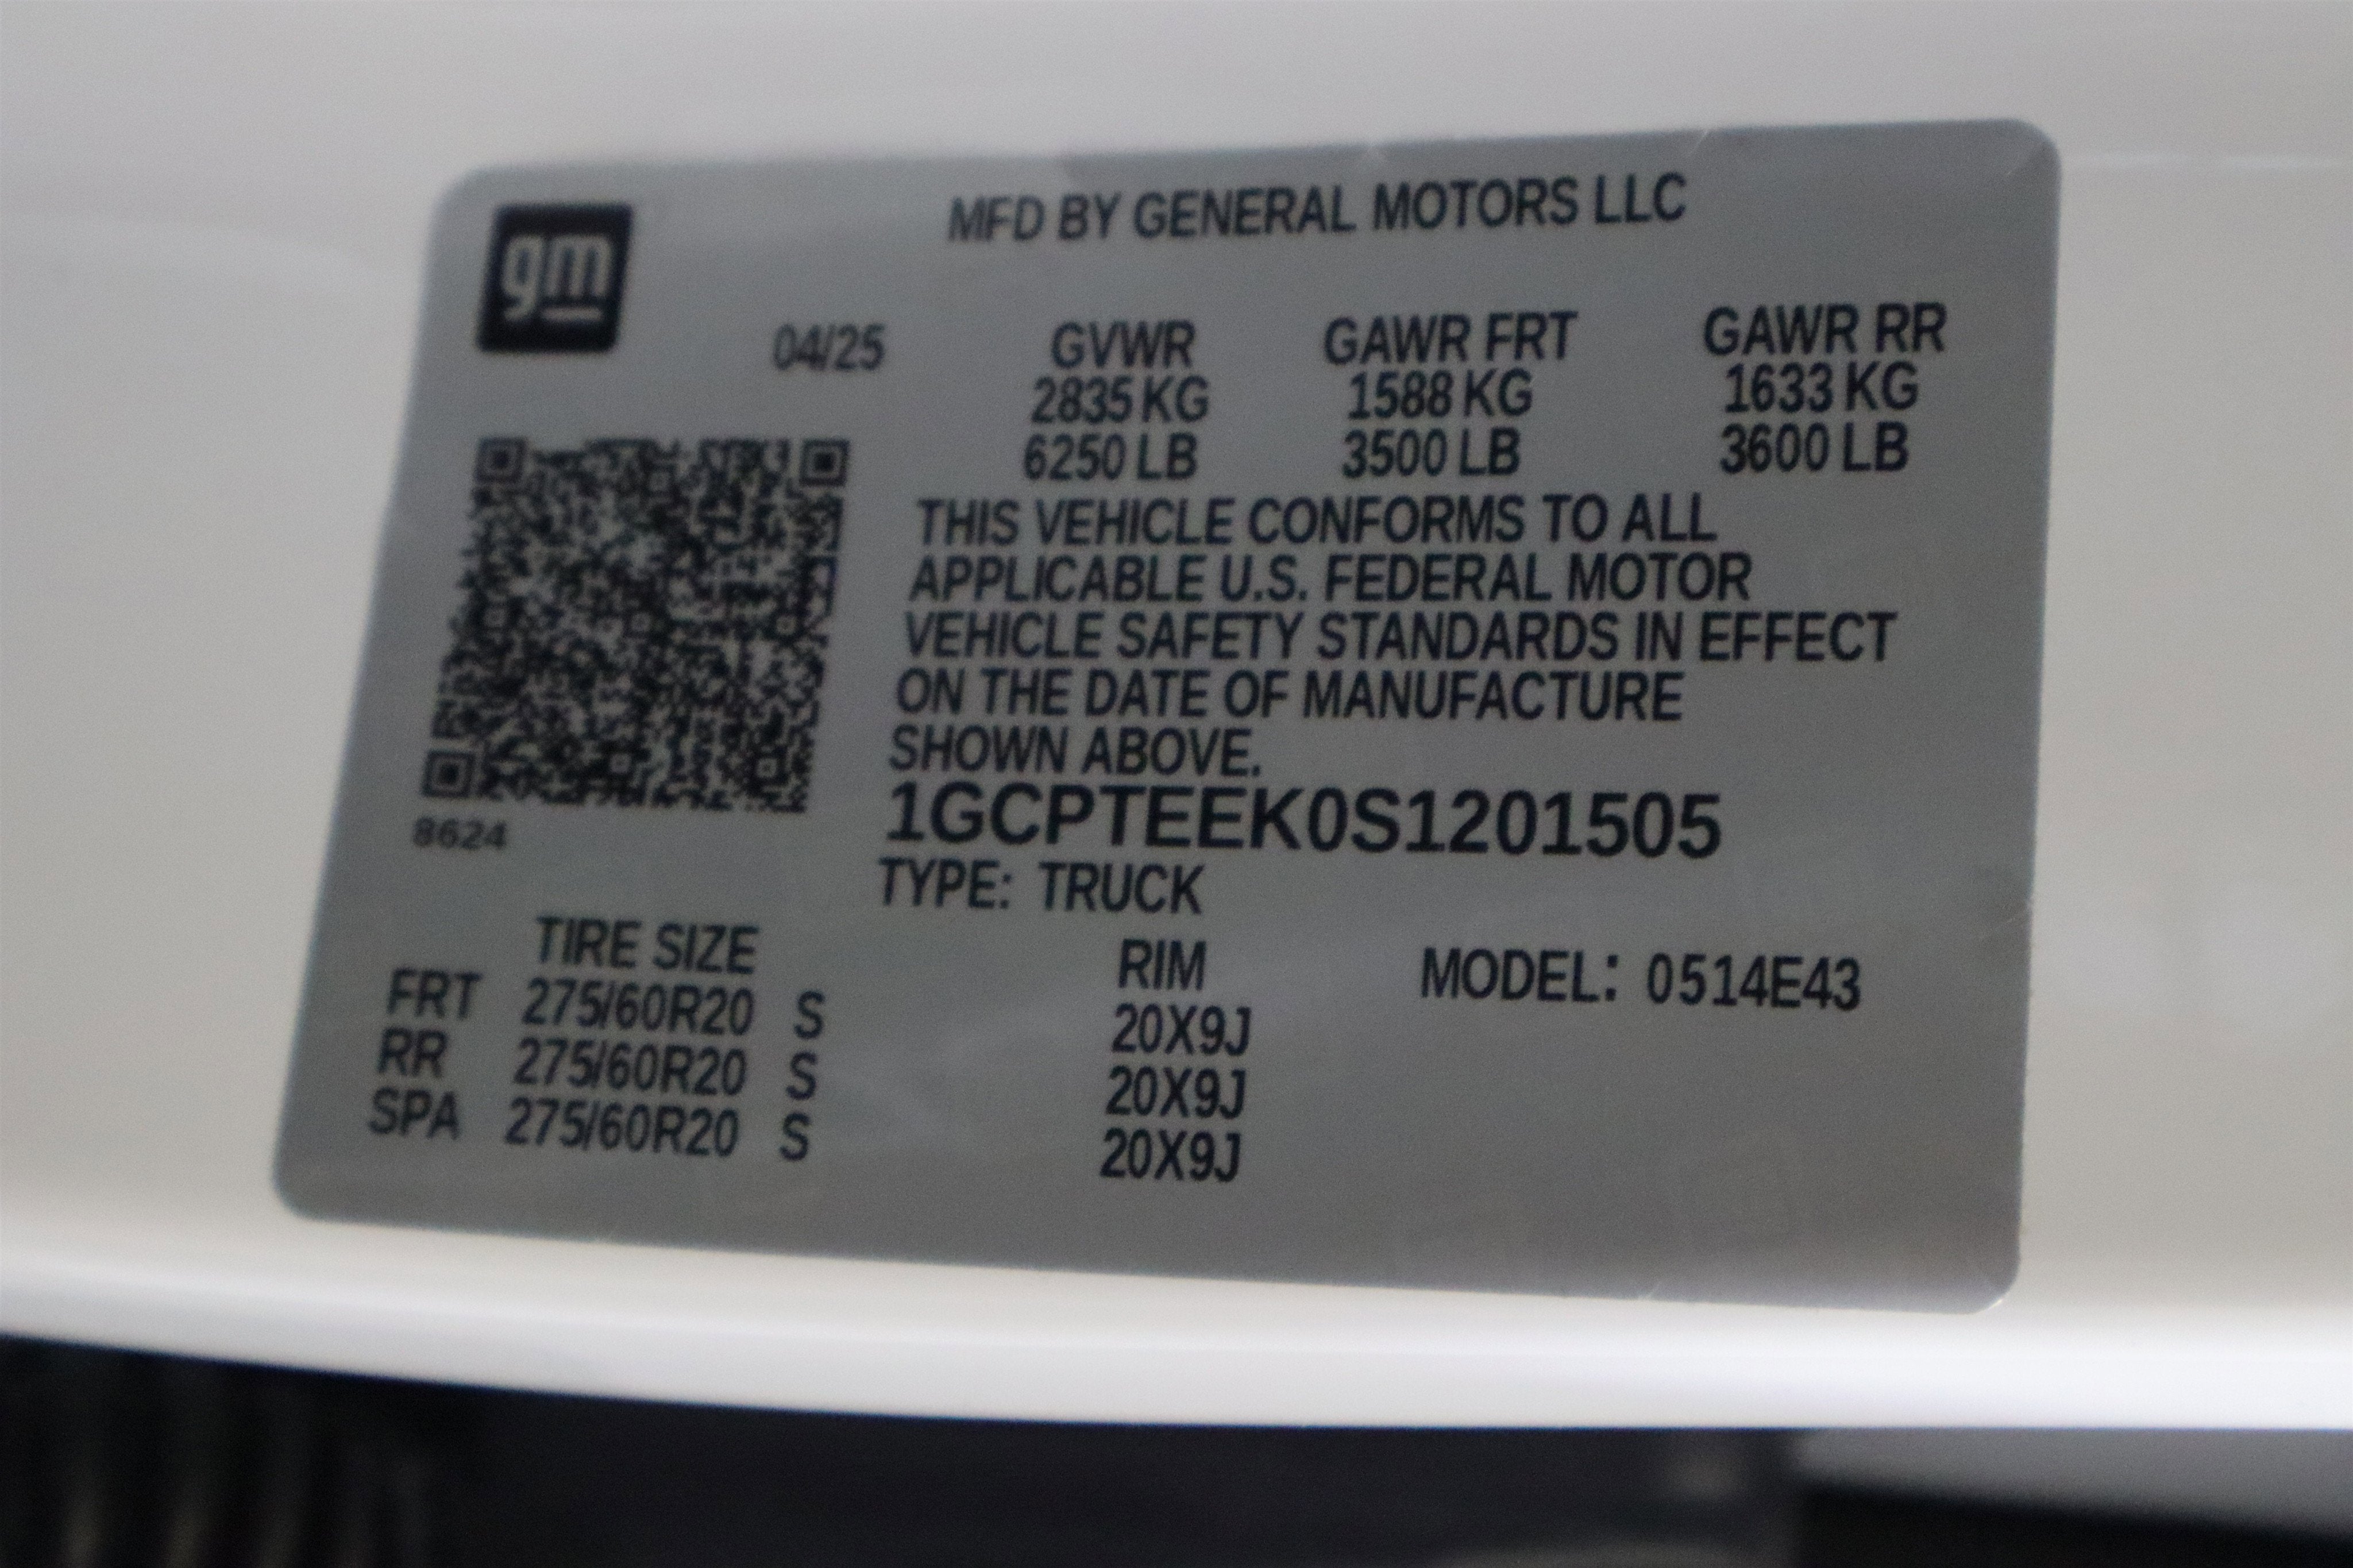 gm
MFD BY GENERAL MOTORS LLC
04/25 GVWR GAWR FRT GAWR RR
2835 KG 1588 KG 1633 KG
6250 LB 3500 LB 3600 LB
THIS VEHICLE CONFORMS TO ALL
APPLICABLE U.S. FEDERAL MOTOR
VEHICLE SAFETY STANDARDS IN EFFECT
ON THE DATE OF MANUFACTURE
SHOWN ABOVE.
1GCPTEEK0S1201505
8624
TYPE: TRUCK
TIRE SIZE RIM MODEL: 0514E43
FRT 275/60R20 S 20X9J
RR 275/60R20 S 20X9J
SPA 275/60R20 S 20X9J